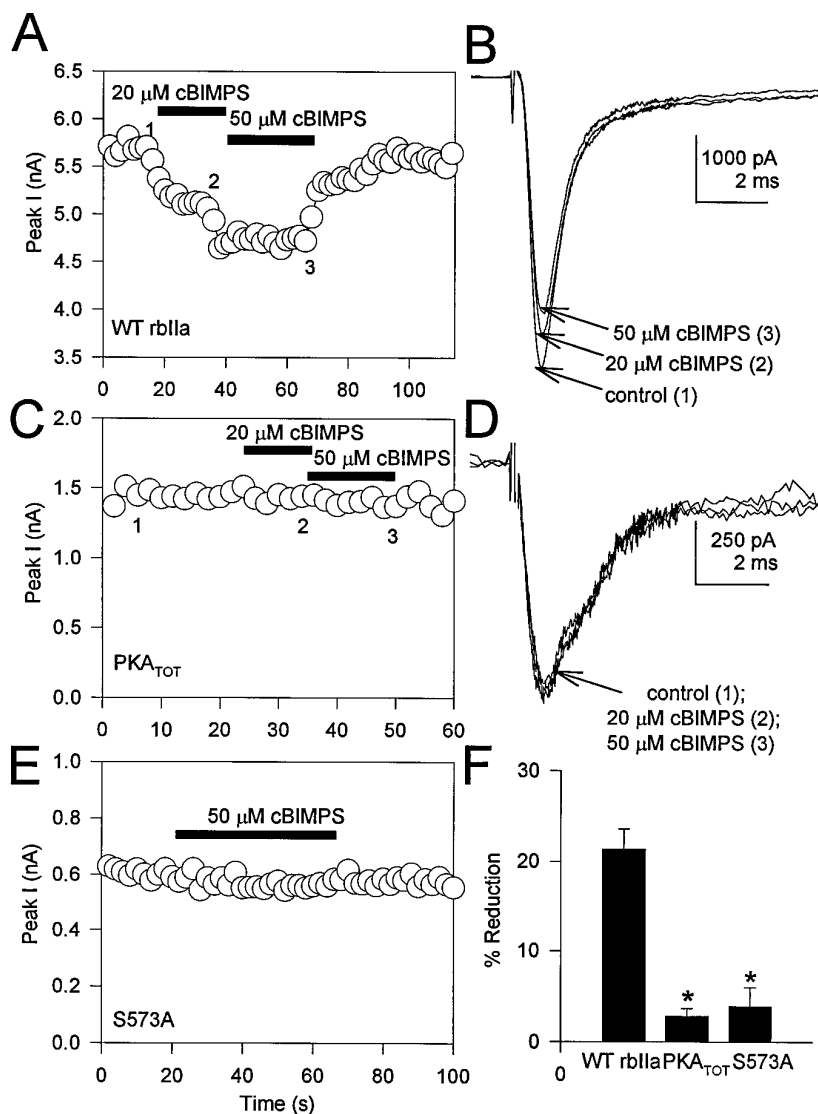 A
6.5
6.0
5.5
5.0
4.5
4.0
3.5
Peak I (nA)
20 μM cBIMPS
50 μM cBIMPS
1
2
3
WT rbIIa
0
20
40
60
80
100
B
1000 pA
2 ms
50 μM cBIMPS (3)
20 μM cBIMPS (2)
control (1)
C
2.0
1.5
1.0
0.5
0.0
Peak I (nA)
20 μM cBIMPS
50 μM cBIMPS
1
2
3
PKATOT
0
10
20
30
40
50
60
D
250 pA
2 ms
control (1);
20 μM cBIMPS (2);
50 μM cBIMPS (3)
E
1.0
0.8
0.6
0.4
0.2
0.0
Peak I (nA)
50 μM cBIMPS
S573A
0
20
40
60
80
100
Time (s)
F
20
10
0
% Reduction
*
*
WT rbIIa
PKATOT
S573A
0